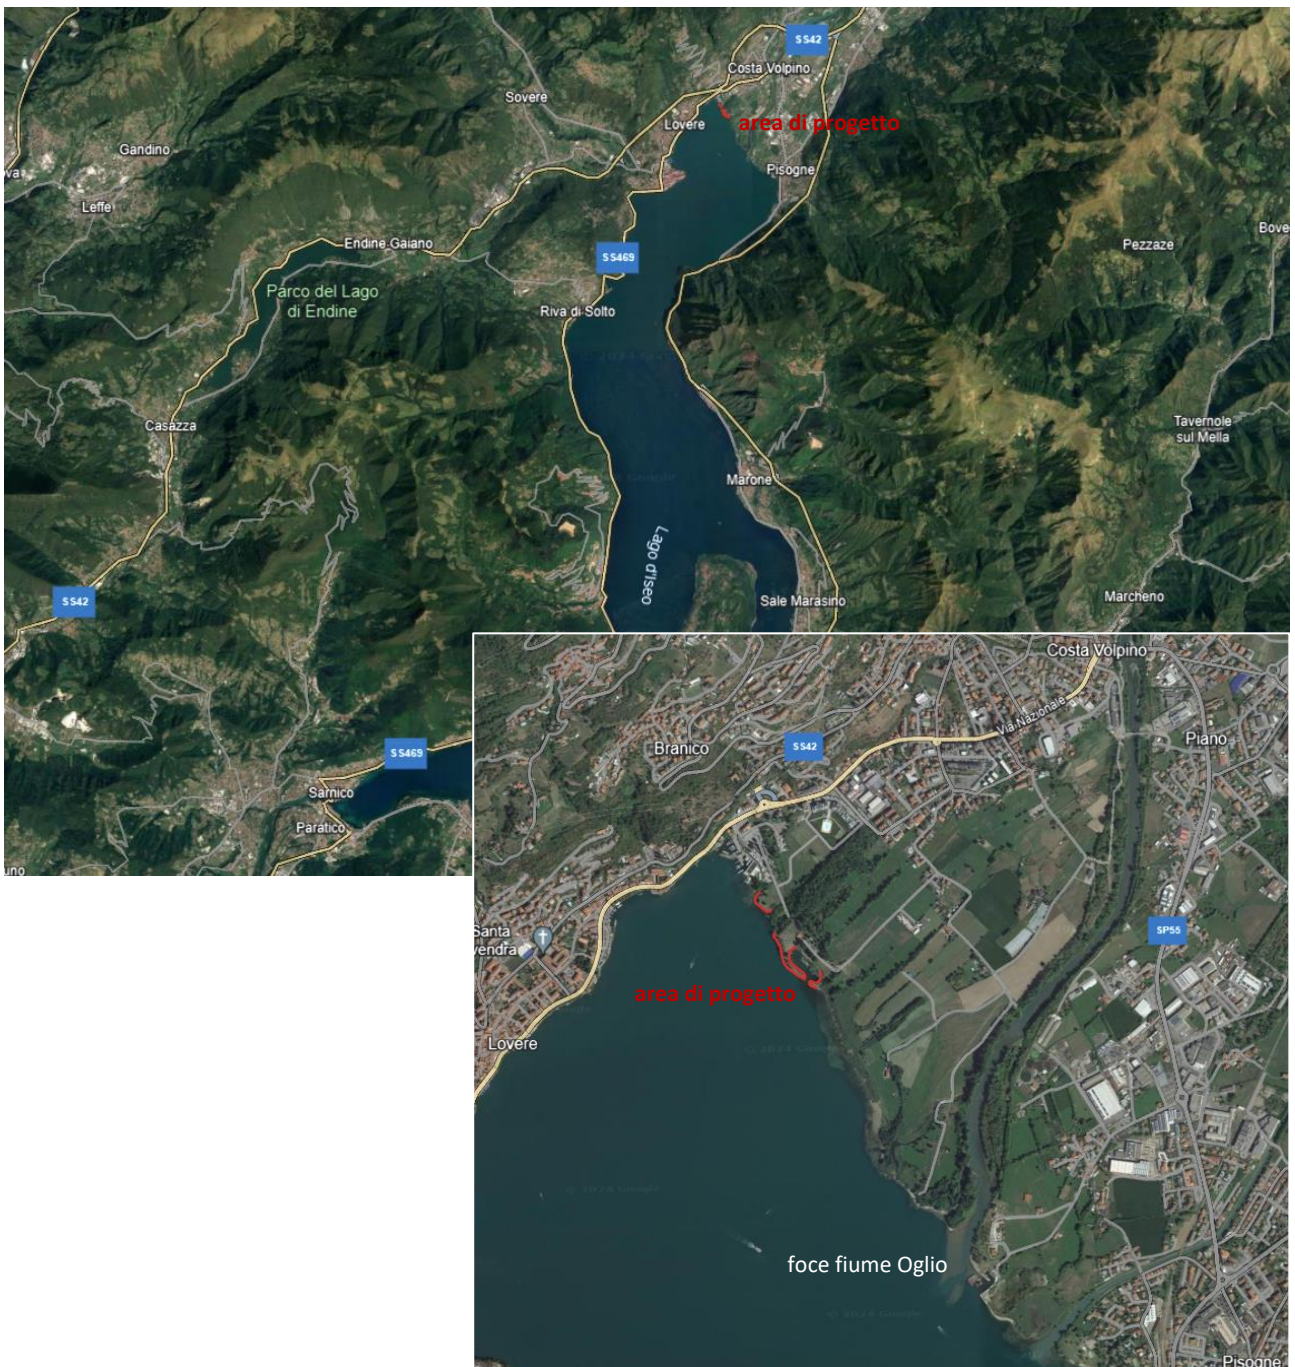 SS42
Costa Volpino
Sovere
Lovere
area di progetto
Gandino
Pisogne
Leffe
Endine Gaiano
Pezzaze
Bove
SS469
Parco del Lago
di Endine
Riva di Solto
Casazza
Tavernole
sul Mella
Marone
Lago d'Iseo
SS42
Sale Marasino
Marcheno
SS469
Sarnico
Paratico
uno
Costa Volpino
Via Nazionale
Branico
SS42
Piano
Santa
vendra
SP55
area di progetto
Lovere
foce fiume Oglio
Pisogne